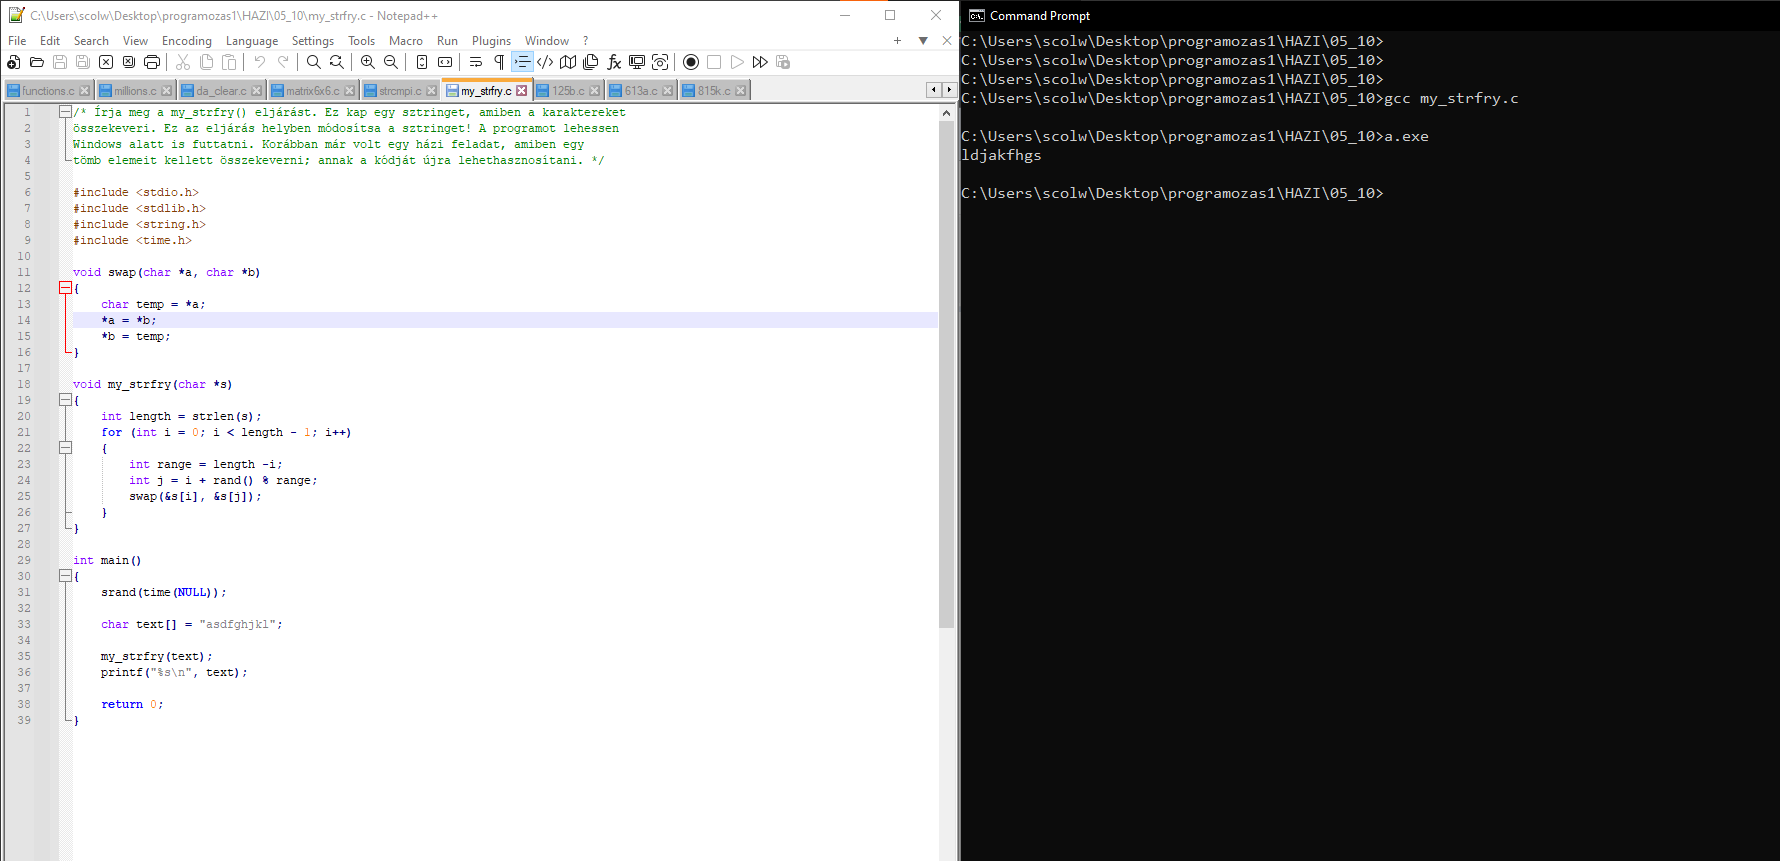 C:\Users\scolw\Desktop\programozas1\HAZI\05_10\my_strfry.c - Notepad++
File Edit Search View Encoding Language Settings Tools Macro Run Plugins Window ?
functions.c millions.c da_clear.c matrix6x6.c strcmpi.c my_strfry.c 125b.c 613a.c 815k.c
1 /* Írja meg a my_strfry() eljárást. Ez kap egy sztringet, amiben a karaktereket
2 összekeveri. Ez az eljárás helyben módosítsa a sztringet! A programot lehessen
3 Windows alatt is futtatni. Korábban már volt egy házi feladat, amiben egy
4 tömb elemeit kellett összekeverni; annak a kódját újra lehethasznosítani. */
5
6 #include <stdio.h>
7 #include <stdlib.h>
8 #include <string.h>
9 #include <time.h>
10
11 void swap(char *a, char *b)
12 {
13 char temp = *a;
14 *a = *b;
15 *b = temp;
16 }
17
18 void my_strfry(char *s)
19 {
20 int length = strlen(s);
21 for (int i = 0; i < length - 1; i++)
22 {
23 int range = length -i;
24 int j = i + rand() % range;
25 swap(&s[i], &s[j]);
26 }
27 }
28
29 int main()
30 {
31 srand(time(NULL));
32
33 char text[] = "asdfghjkl";
34
35 my_strfry(text);
36 printf("%s\n", text);
37
38 return 0;
39 }
Command Prompt
C:\Users\scolw\Desktop\programozas1\HAZI\05_10>
C:\Users\scolw\Desktop\programozas1\HAZI\05_10>
C:\Users\scolw\Desktop\programozas1\HAZI\05_10>
C:\Users\scolw\Desktop\programozas1\HAZI\05_10>gcc my_strfry.c
C:\Users\scolw\Desktop\programozas1\HAZI\05_10>a.exe
ldjakfhgs
C:\Users\scolw\Desktop\programozas1\HAZI\05_10>